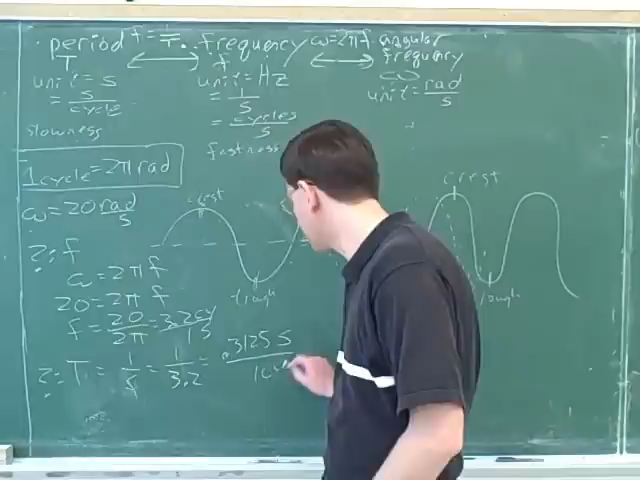 period f = 1/T frequency ω = 2πf angular frequency
T f ω
unit = s unit = Hz unit = rad/s
= s/cycle = 1/s
= cycles/s
slowness fastness
1 cycle = 2π rad
ω = 20 rad/s
crest crest
?: f
ω = 2πf
20 = 2πf
trough trough
f = 20/2π = 3.2 cy/1s
?: T = 1/f = 1/3.2 = .3125 s/1cy